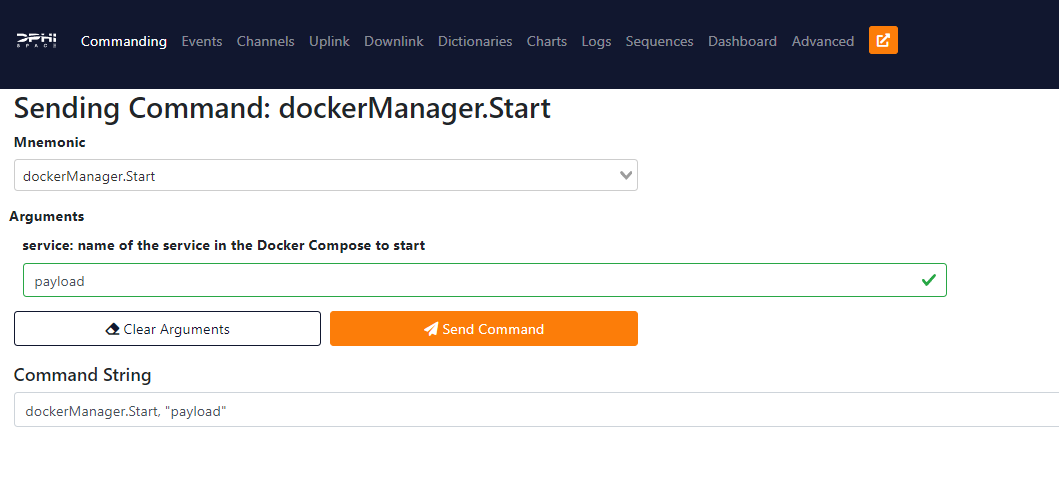 DPHI
SPACE
Commanding Events Channels Uplink Downlink Dictionaries Charts Logs Sequences Dashboard Advanced
Sending Command: dockerManager.Start
Mnemonic
dockerManager.Start
Arguments
service: name of the service in the Docker Compose to start
payload
Clear Arguments Send Command
Command String
dockerManager.Start, "payload"